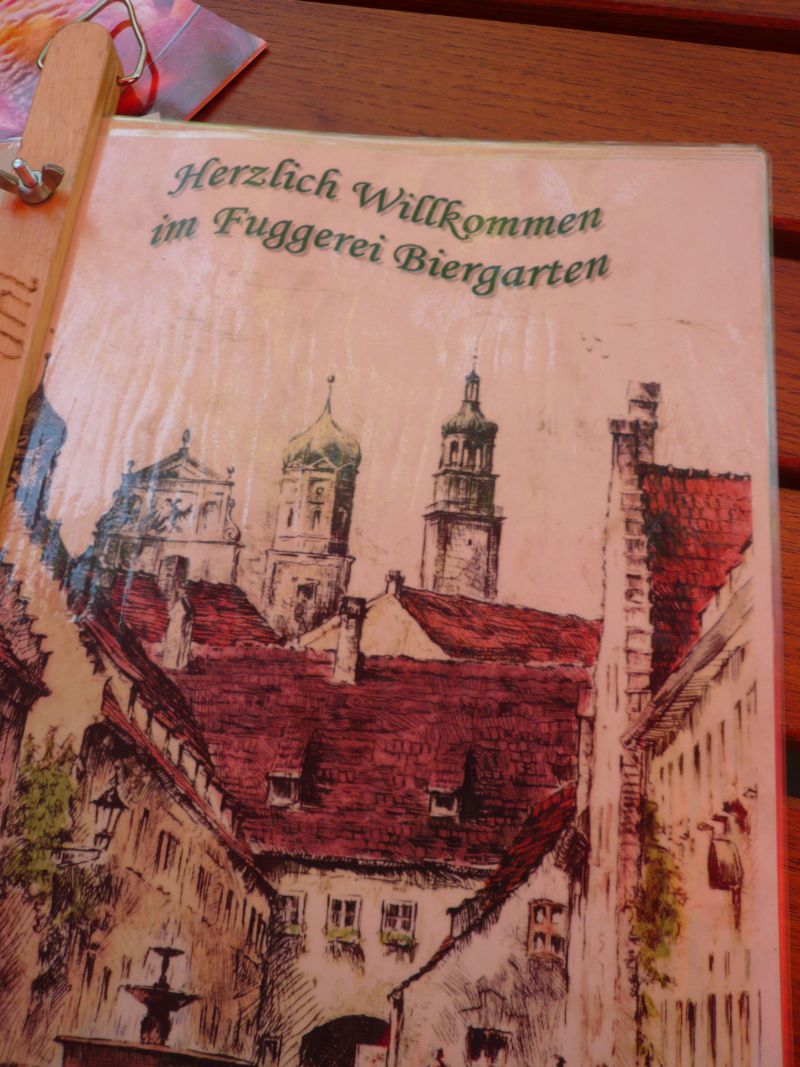 Herzlich Willkommen
im Fuggerei Biergarten